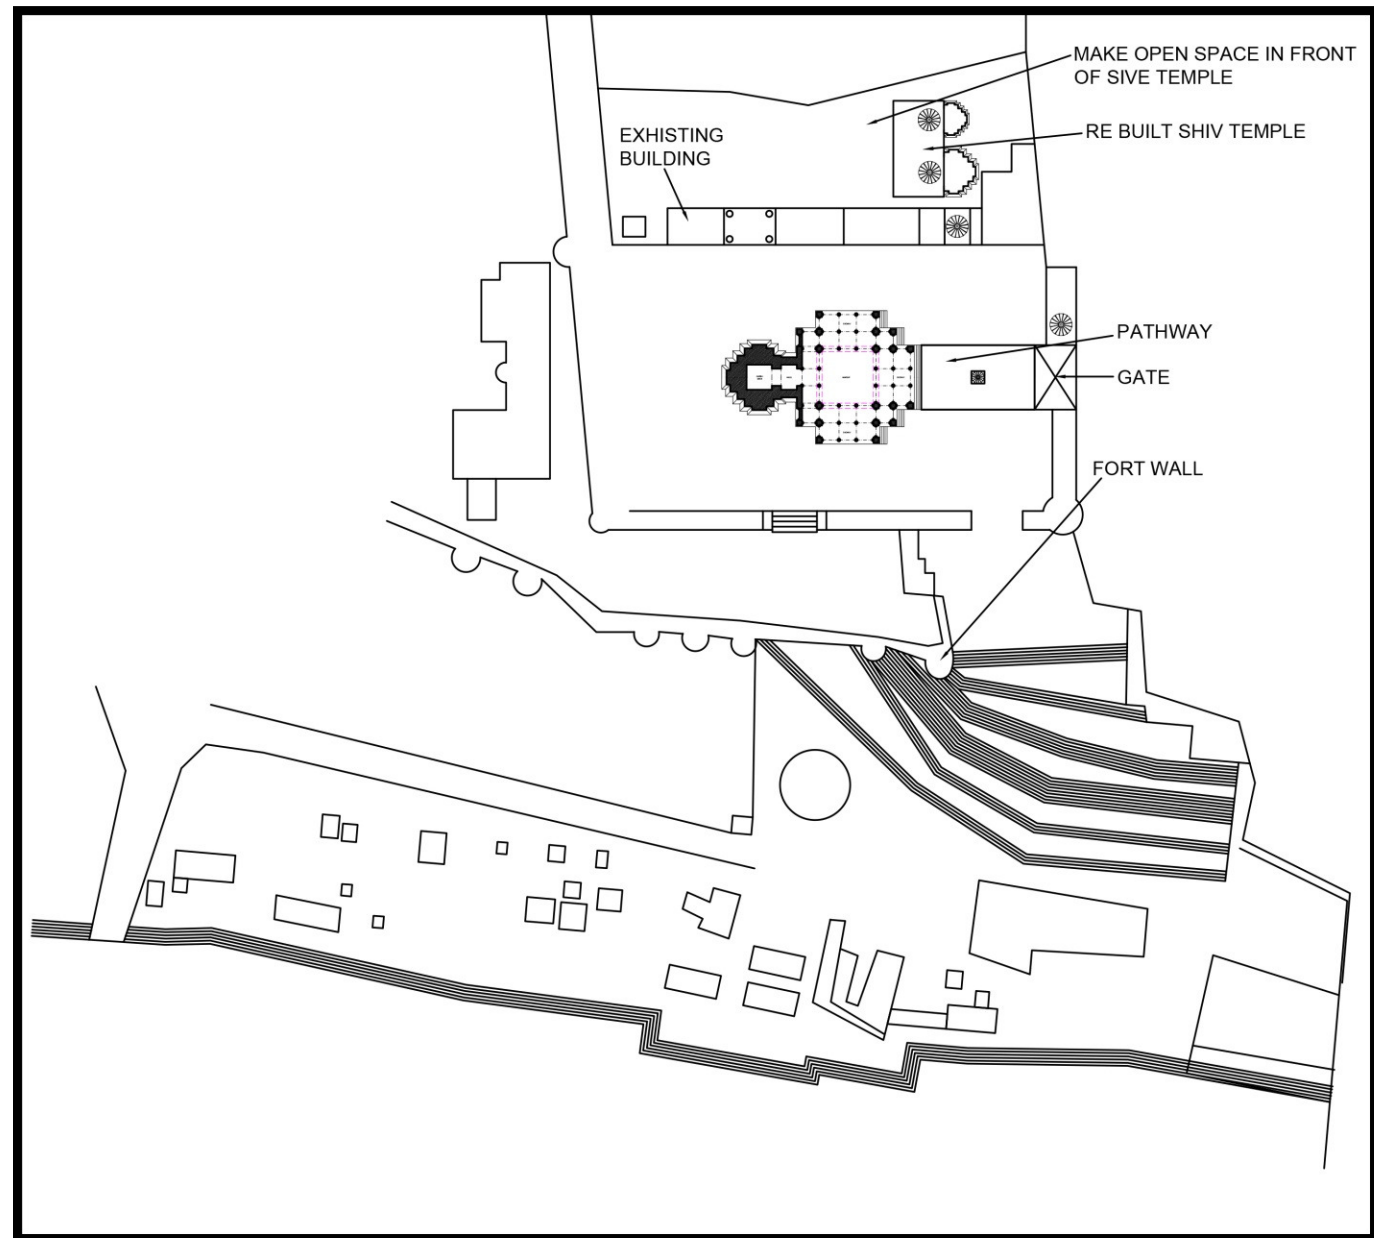 MAKE OPEN SPACE IN FRONT
OF SIVE TEMPLE
EXHISTING
BUILDING
RE BUILT SHIV TEMPLE
PATHWAY
GATE
FORT WALL